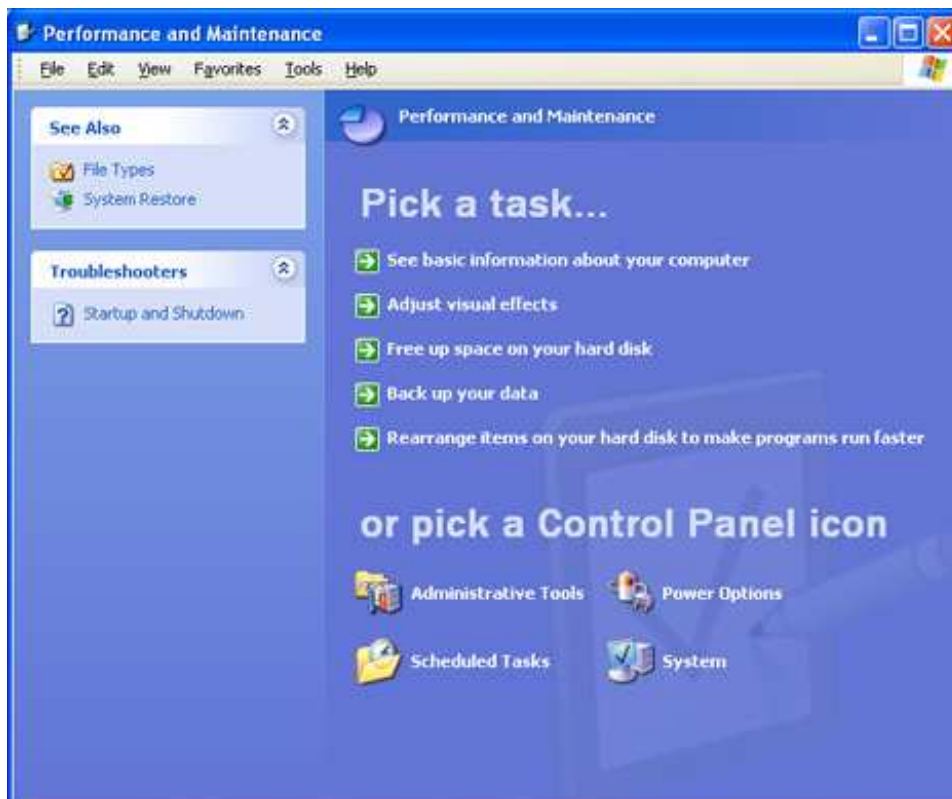 Performance and Maintenance
File Edit View Favorites Tools Help
See Also
File Types
System Restore
Troubleshooters
Startup and Shutdown
Performance and Maintenance
Pick a task...
See basic information about your computer
Adjust visual effects
Free up space on your hard disk
Back up your data
Rearrange items on your hard disk to make programs run faster
or pick a Control Panel icon
Administrative Tools
Power Options
Scheduled Tasks
System